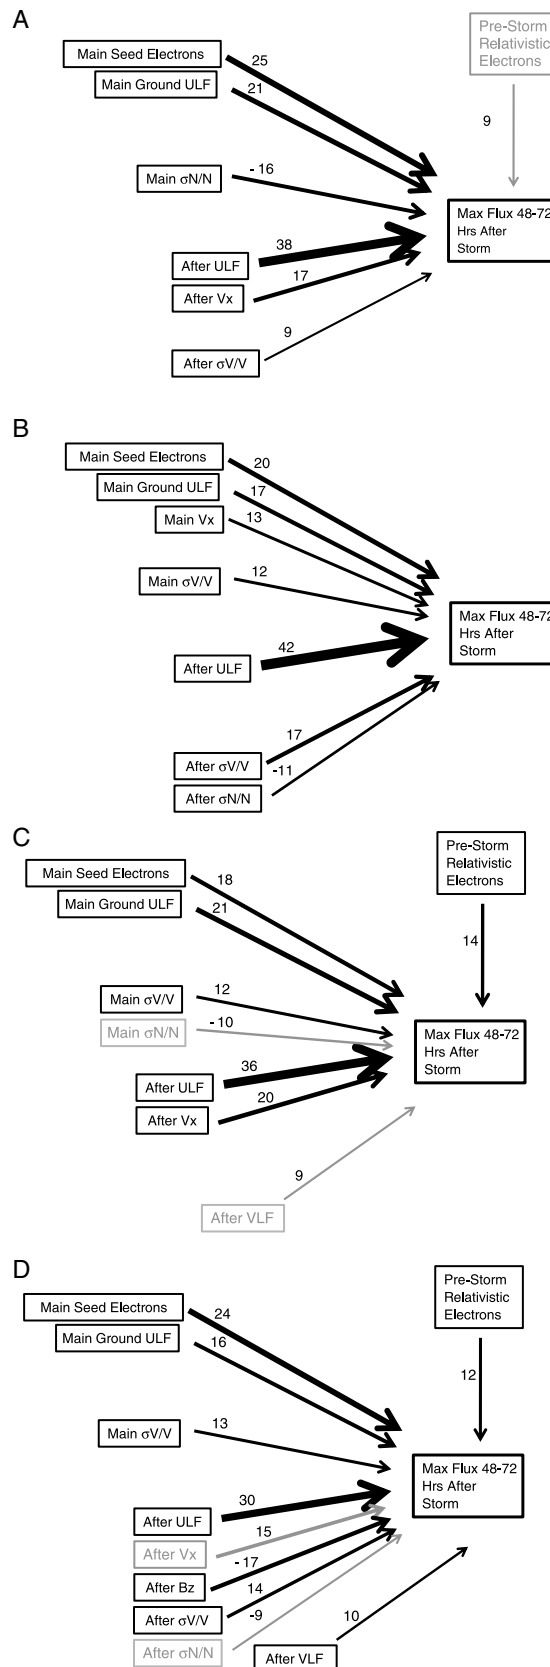 A
Pre-Storm
Relativistic
Electrons
Main Seed Electrons
25
Main Ground ULF
21
9
Main σN/N
- 16
Max Flux 48-72
Hrs After
Storm
38
After ULF
17
After Vx
9
After σV/V
B
Main Seed Electrons
20
Main Ground ULF
17
Main Vx
13
Main σV/V
12
Max Flux 48-72
Hrs After
Storm
After ULF
42
17
After σV/V
-11
After σN/N
C
Pre-Storm
Relativistic
Electrons
Main Seed Electrons
18
Main Ground ULF
21
14
Main σV/V
12
Main σN/N
- 10
Max Flux 48-72
Hrs After
Storm
36
After ULF
20
After Vx
9
After VLF
D
Pre-Storm
Relativistic
Electrons
Main Seed Electrons
24
Main Ground ULF
16
12
Main σV/V
13
Max Flux 48-72
Hrs After
Storm
30
After ULF
15
After Vx
- 17
After Bz
14
After σV/V
-9
10
After σN/N
After VLF